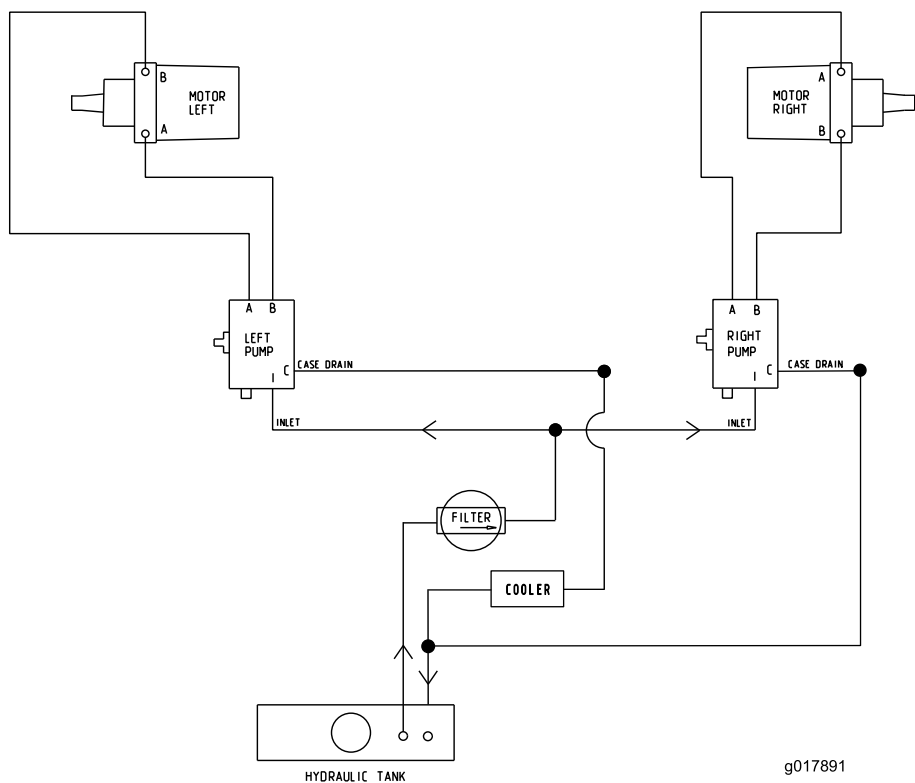 B
MOTOR
LEFT
A
A
MOTOR
RIGHT
B
A B
LEFT
PUMP
C
I
CASE DRAIN
INLET
A B
RIGHT
PUMP
C
I
CASE DRAIN
INLET
FILTER
COOLER
HYDRAULIC TANK
g017891